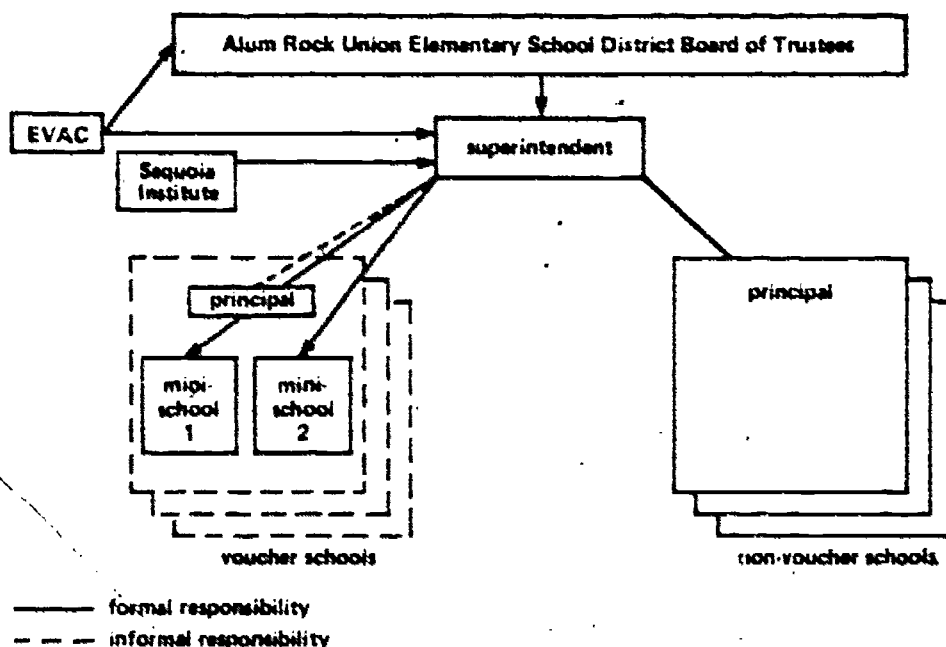 Alum Rock Union Elementary School District Board of Trustees
EVAC
superintendent
Sequoia
Institute
principal
principal
mini-
school
1
mini-
school
2
voucher schools
non-voucher schools
formal responsibility
informal responsibility